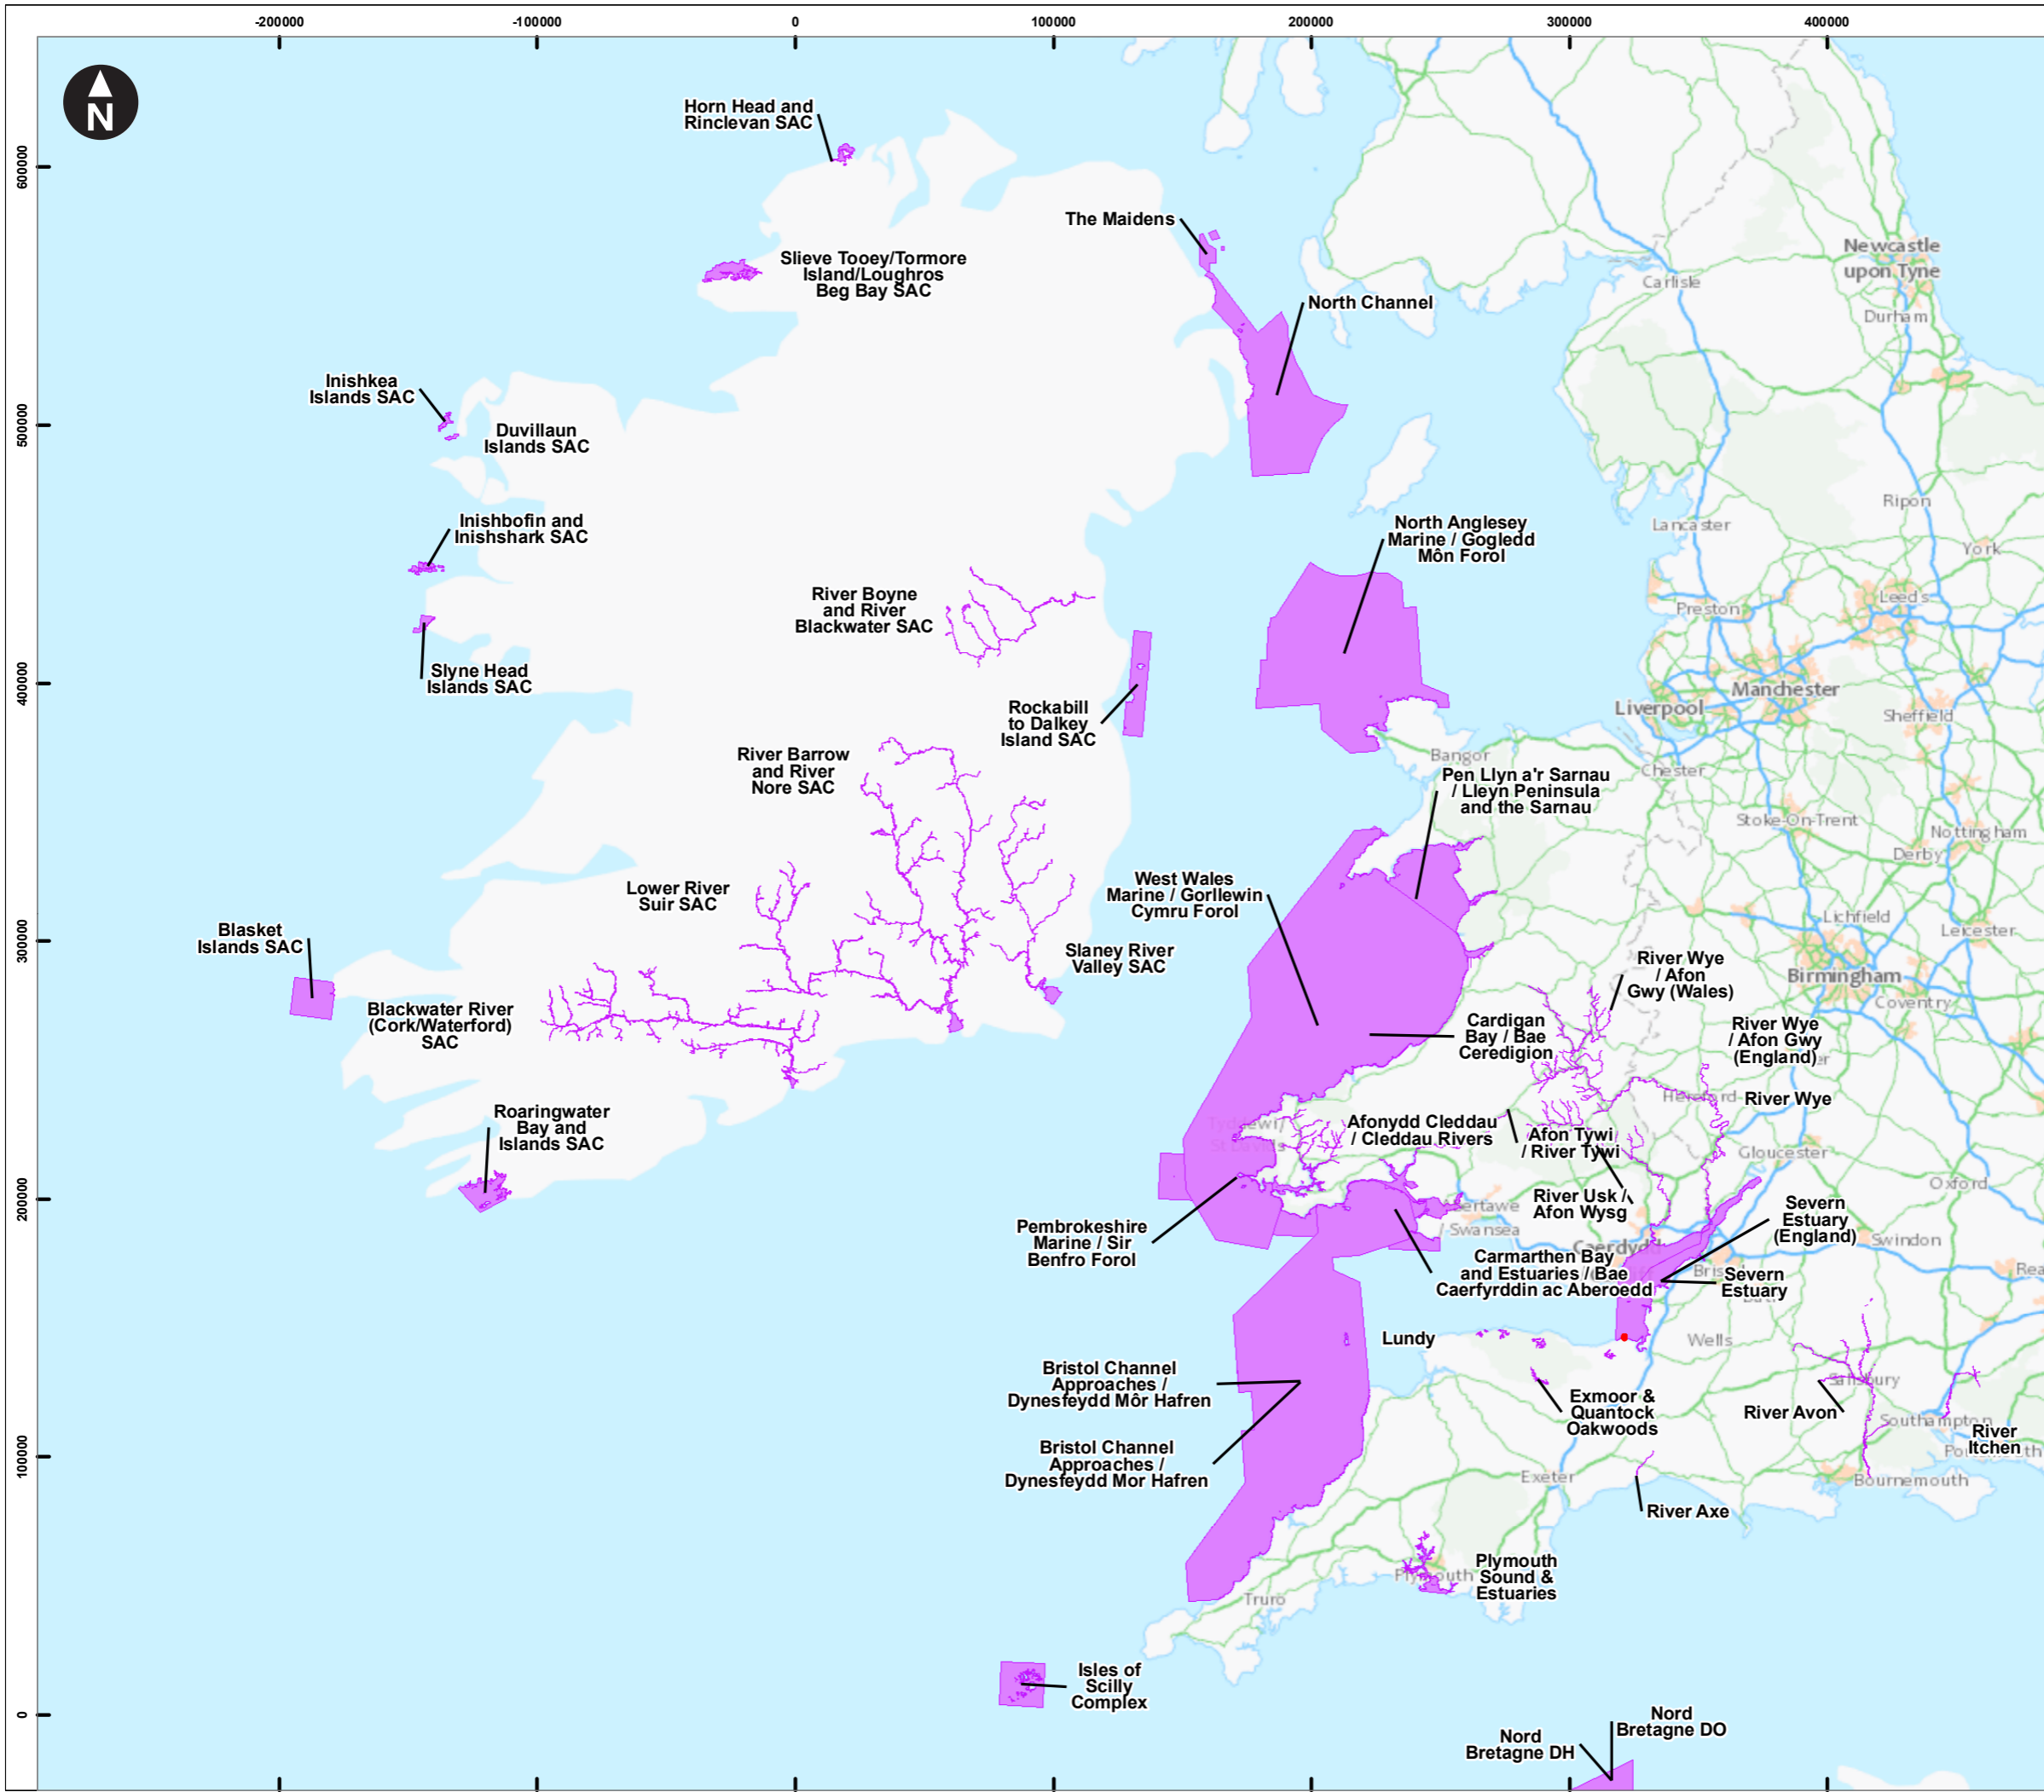 -200000
-100000
0
100000
200000
300000
400000
N
600000
500000
400000
300000
200000
100000
0
Horn Head and
Rinclevan SAC
The Maidens
Slieve Tooey/Tormore
Island/Loughros
Beg Bay SAC
North Channel
Newcastle
upon Tyne
Carlisle
Durham
Inishkea
Islands SAC
Duvillaun
Islands SAC
Inishbofin and
Inishshark SAC
North Anglesey
Marine / Gogledd
Môn Forol
Ripon
Lancaster
York
River Boyne
and River
Blackwater SAC
Preston
Leeds
Slyne Head
Islands SAC
Rockabill
to Dalkey
Island SAC
Manchester
Liverpool
Sheffield
River Barrow
and River
Nore SAC
Bangor
Chester
Pen Llyn a'r Sarnau
/ Lleyn Peninsula
and the Sarnau
Stoke-On-Trent
Nottingham
Derby
Lower River
Suir SAC
West Wales
Marine / Gorllewin
Cymru Forol
Lichfield
Leicester
Blasket
Islands SAC
Slaney River
Valley SAC
River Wye
/ Afon
Gwy (Wales)
Birmingham
Coventry
Blackwater River
(Cork/Waterford)
SAC
Cardigan
Bay / Bae
Ceredigion
River Wye
/ Afon Gwy
(England)
Hereford
River Wye
Roaringwater
Bay and
Islands SAC
Tyddewi/
St Davids
Afonydd Cleddau
/ Cleddau Rivers
Afon Tywi
/ River Tywi
Gloucester
Oxford
River Usk /
Afon Wysg
Abertawe
/ Swansea
Severn
Estuary
(England)
Pembrokeshire
Marine / Sir
Benfro Forol
Caerdydd
Swindon
Carmarthen Bay
and Estuaries / Bae
Caerfyrddin ac Aberoedd
Severn
Estuary
Lundy
Wells
Bristol Channel
Approaches /
Dynesfeydd Môr Hafren
Exmoor &
Quantock
Oakwoods
Salisbury
River Avon
Southampton
River
Itchen
Bristol Channel
Approaches /
Dynesfeydd Mor Hafren
Exeter
Bournemouth
River Axe
Plymouth
Plymouth
Sound &
Estuaries
Truro
Isles of
Scilly
Complex
Nord
Bretagne DO
Nord
Bretagne DH